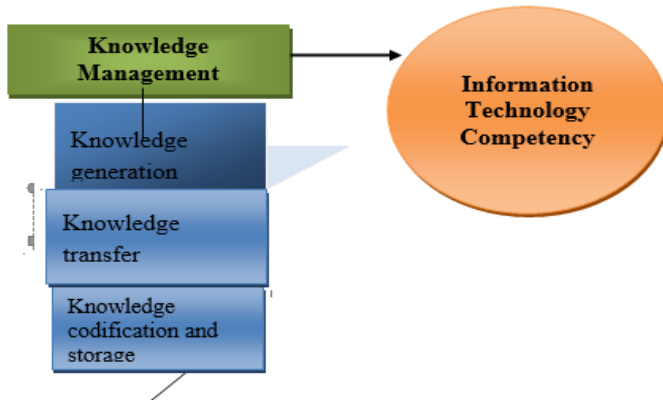 Knowledge
Management
Information
Technology
Competency
Knowledge
generation
Knowledge
transfer
Knowledge
codification and
storage